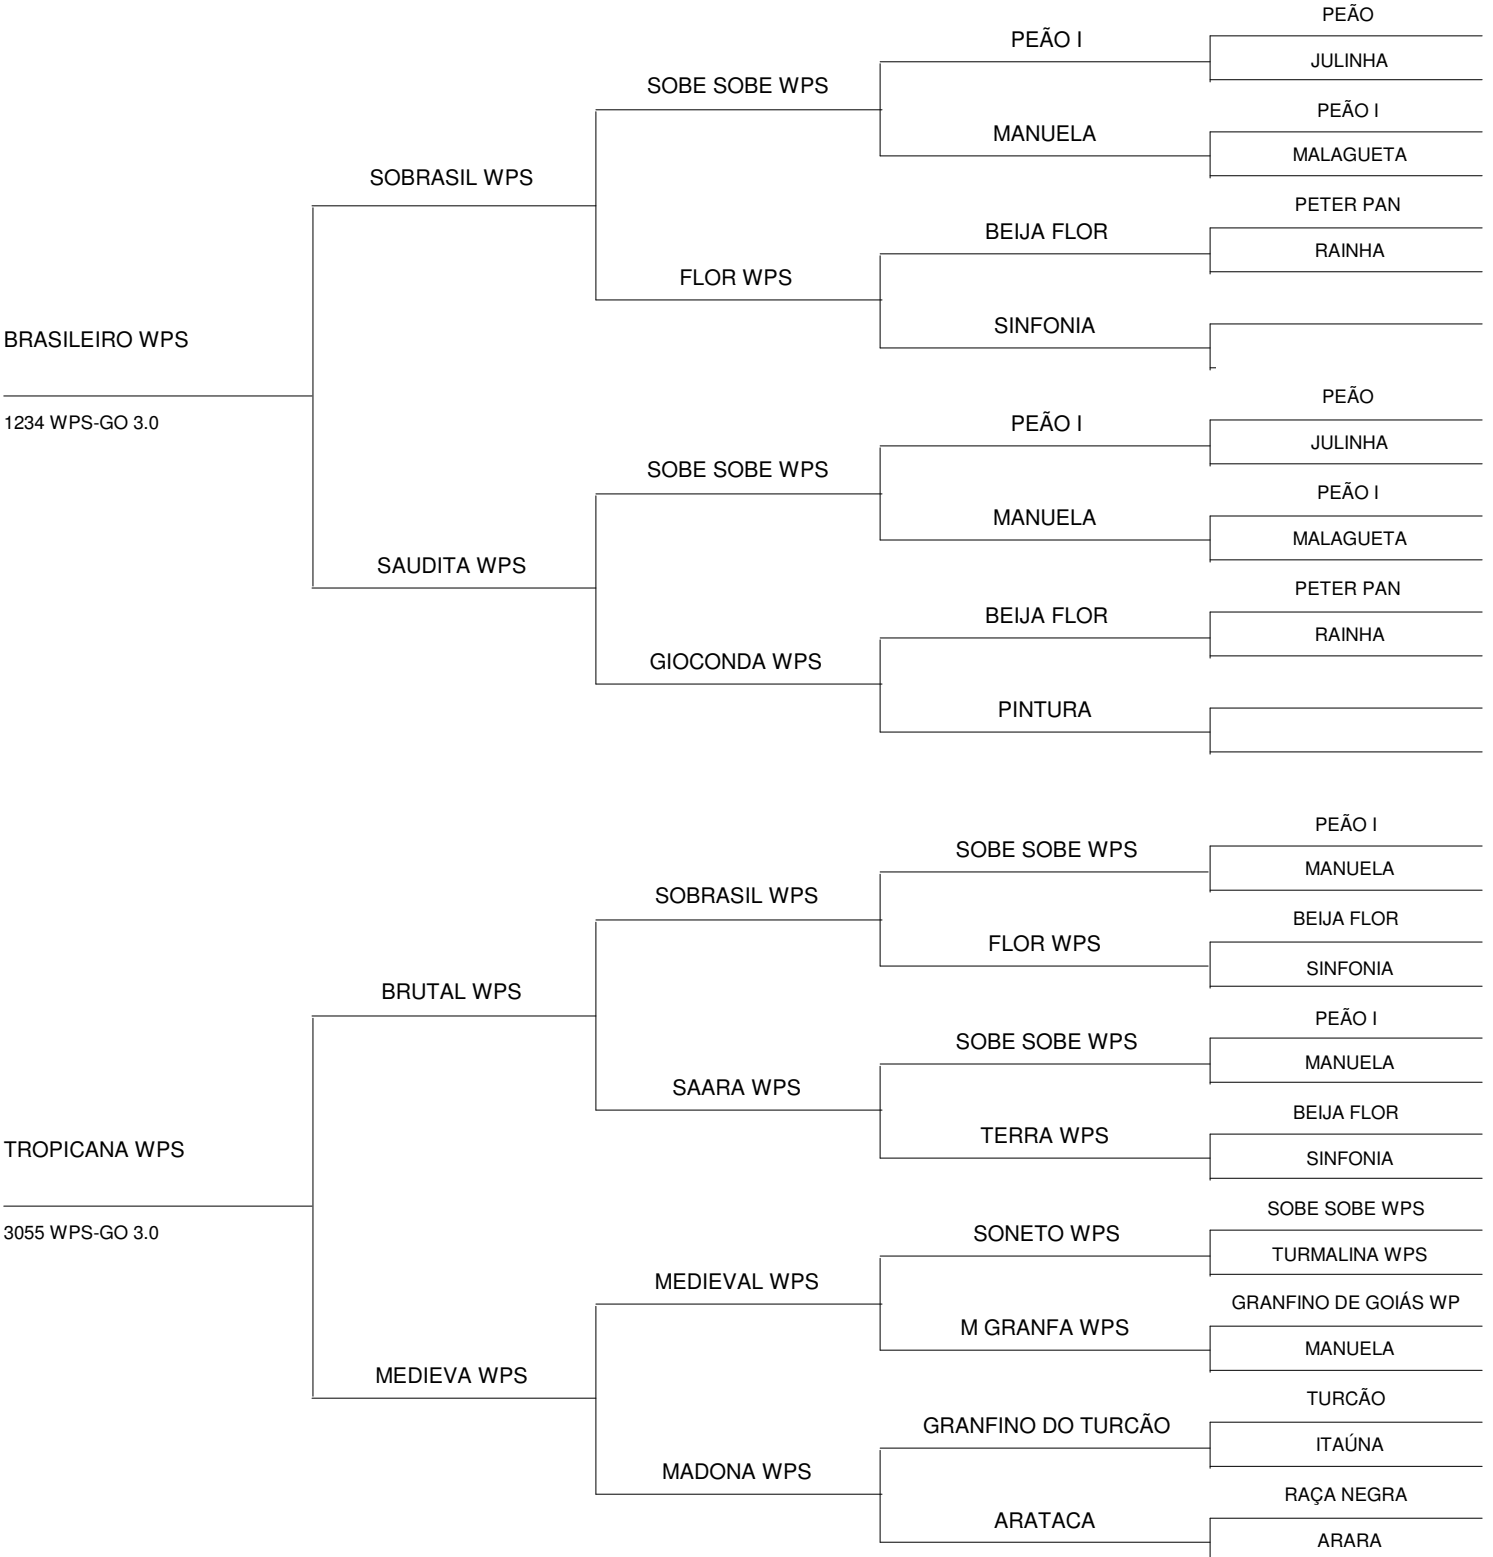 PEÃO
PEÃO I
JULINHA
SOBE SOBE WPS
PEÃO I
MANUELA
MALAGUETA
SOBRASIL WPS
PETER PAN
BEIJA FLOR
RAINHA
FLOR WPS
SINFONIA
BRASILEIRO WPS
PEÃO
1234 WPS-GO 3.0
PEÃO I
JULINHA
SOBE SOBE WPS
PEÃO I
MANUELA
MALAGUETA
SAUDITA WPS
PETER PAN
BEIJA FLOR
RAINHA
GIOCONDA WPS
PINTURA
PEÃO I
SOBE SOBE WPS
MANUELA
SOBRASIL WPS
BEIJA FLOR
FLOR WPS
SINFONIA
BRUTAL WPS
PEÃO I
SOBE SOBE WPS
MANUELA
SAARA WPS
BEIJA FLOR
TERRA WPS
SINFONIA
TROPICANA WPS
SOBE SOBE WPS
3055 WPS-GO 3.0
SONETO WPS
TURMALINA WPS
MEDIEVAL WPS
GRANFINO DE GOIÁS WP
M GRANFA WPS
MANUELA
MEDIEVA WPS
TURCÃO
GRANFINO DO TURCÃO
ITAÚNA
MADONA WPS
RAÇA NEGRA
ARATACA
ARARA